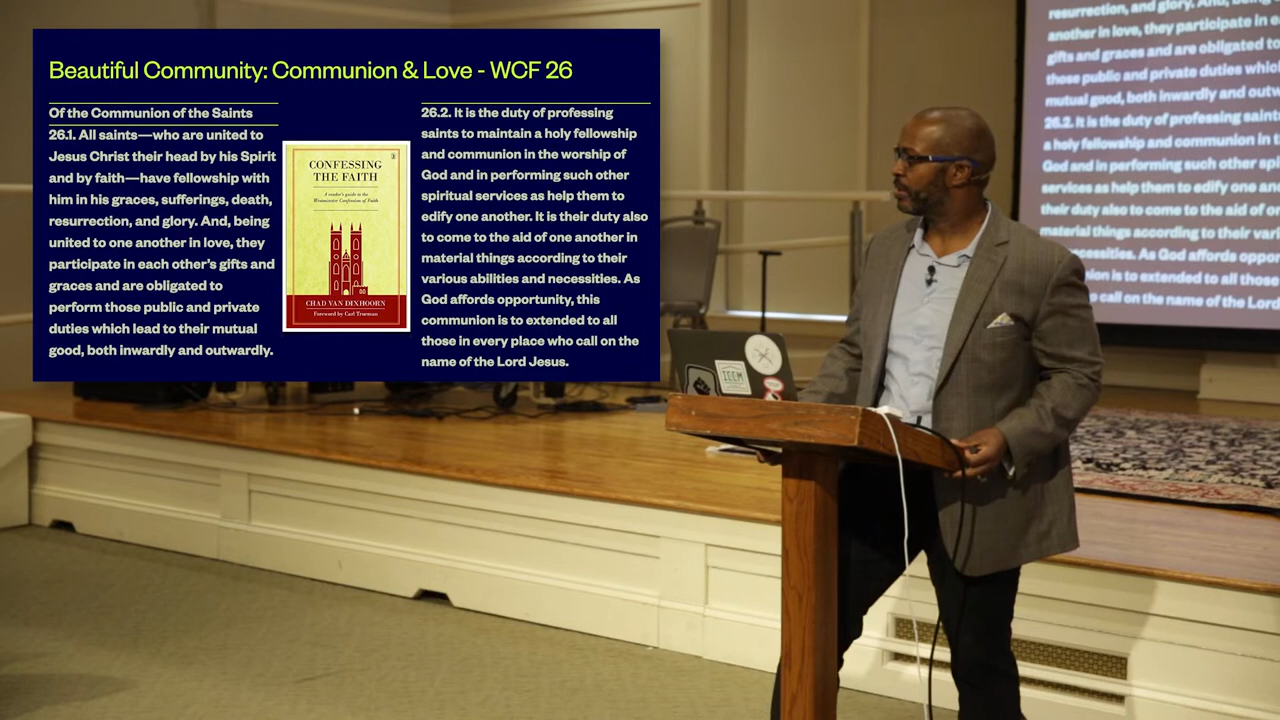 Beautiful Community: Communion & Love - WCF 26
Of the Communion of the Saints
26.1. All saints—who are united to
Jesus Christ their head by his Spirit
and by faith—have fellowship with
him in his graces, sufferings, death,
resurrection, and glory. And, being
united to one another in love, they
participate in each other's gifts and
graces and are obligated to
perform those public and private
duties which lead to their mutual
good, both inwardly and outwardly.
CONFESSING
THE FAITH
A reader's guide to the
Westminster Confession of Faith
CHAD VAN DIXHOORN
Foreword by Carl Trueman
26.2. It is the duty of professing
saints to maintain a holy fellowship
and communion in the worship of
God and in performing such other
spiritual services as help them to
edify one another. It is their duty also
to come to the aid of one another in
material things according to their
various abilities and necessities. As
God affords opportunity, this
communion is to extended to all
those in every place who call on the
name of the Lord Jesus.
resurrection, and glory. And, being
another in love, they participate in
gifts and graces and are obligated to
those public and private duties which
mutual good, both inwardly and
26.2. It is the duty of professing
a holy fellowship and communion in
God and in performing such other
services as help them to edify one
their duty also to come to the aid of
material things according to their
necessities. As God affords
is to extended to all those
call on the name of the Lord